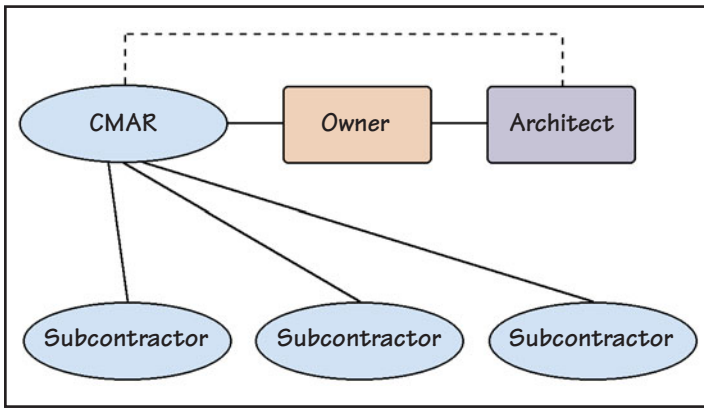 CMAR
Owner
Architect
Subcontractor
Subcontractor
Subcontractor